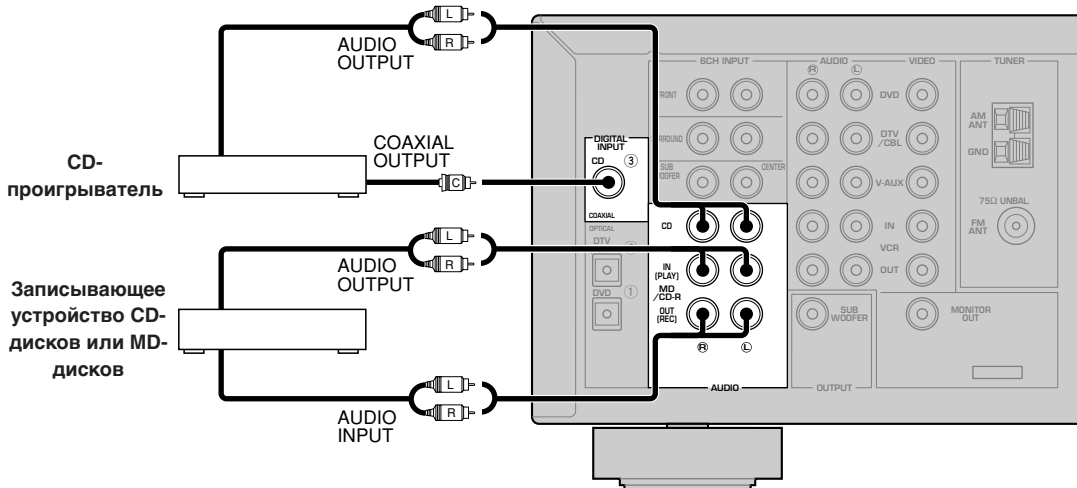 L
R
AUDIO
OUTPUT
CD-
проигрыватель
COAXIAL
OUTPUT
C
L
R
AUDIO
OUTPUT
Записывающее
устройство CD-
дисков или MD-
дисков
L
R
AUDIO
INPUT
6CH INPUT
FRONT
SURROUND
SUB
WOOFER
CENTER
DIGITAL
INPUT
CD ③
COAXIAL
OPTICAL
DTV
DVD ①
CD
IN
(PLAY)
MD
/CD-R
OUT
(REC)
R L
AUDIO
AUDIO
R L
VIDEO
DVD
DTV
/CBL
V-AUX
IN
VCR
OUT
SUB
WOOFER
OUTPUT
MONITOR
OUT
TUNER
AM
ANT
GND
75Ω UNBAL.
FM
ANT